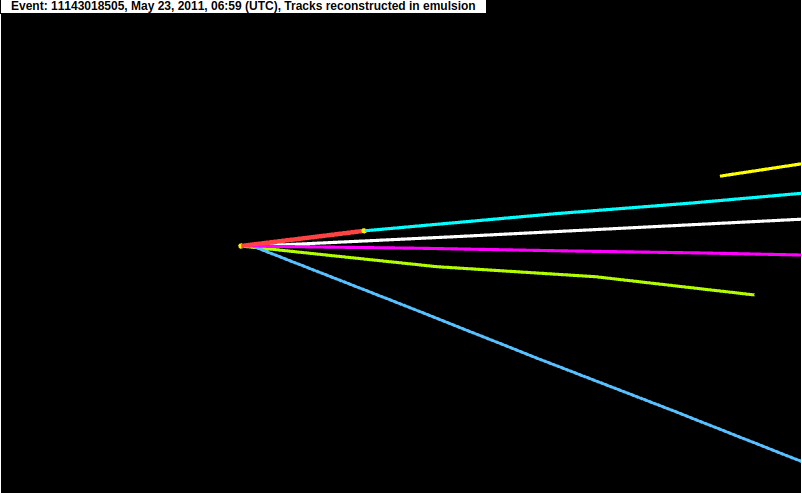 Event: 11143018505, May 23, 2011, 06:59 (UTC), Tracks reconstructed in emulsion